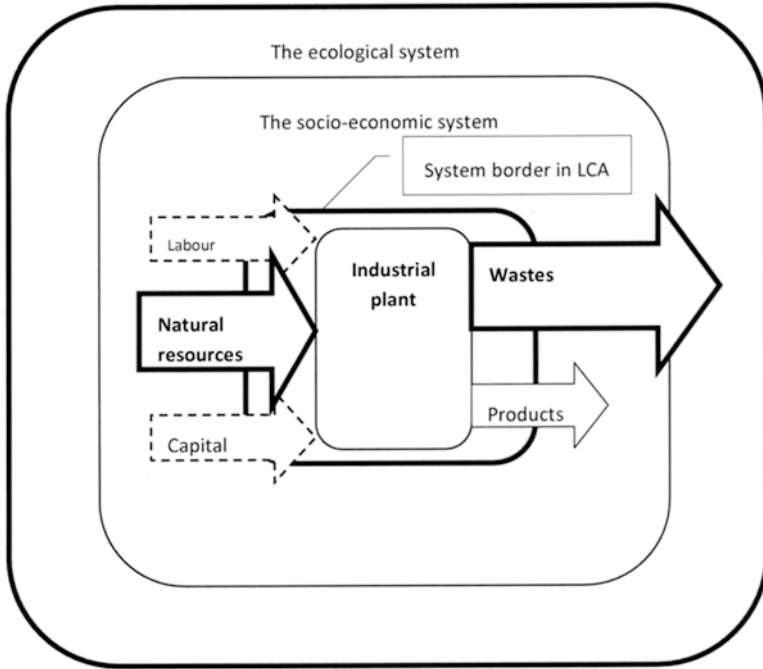 The ecological system
The socio-economic system
System border in LCA
Labour
Industrial
plant
Wastes
Natural
resources
Products
Capital